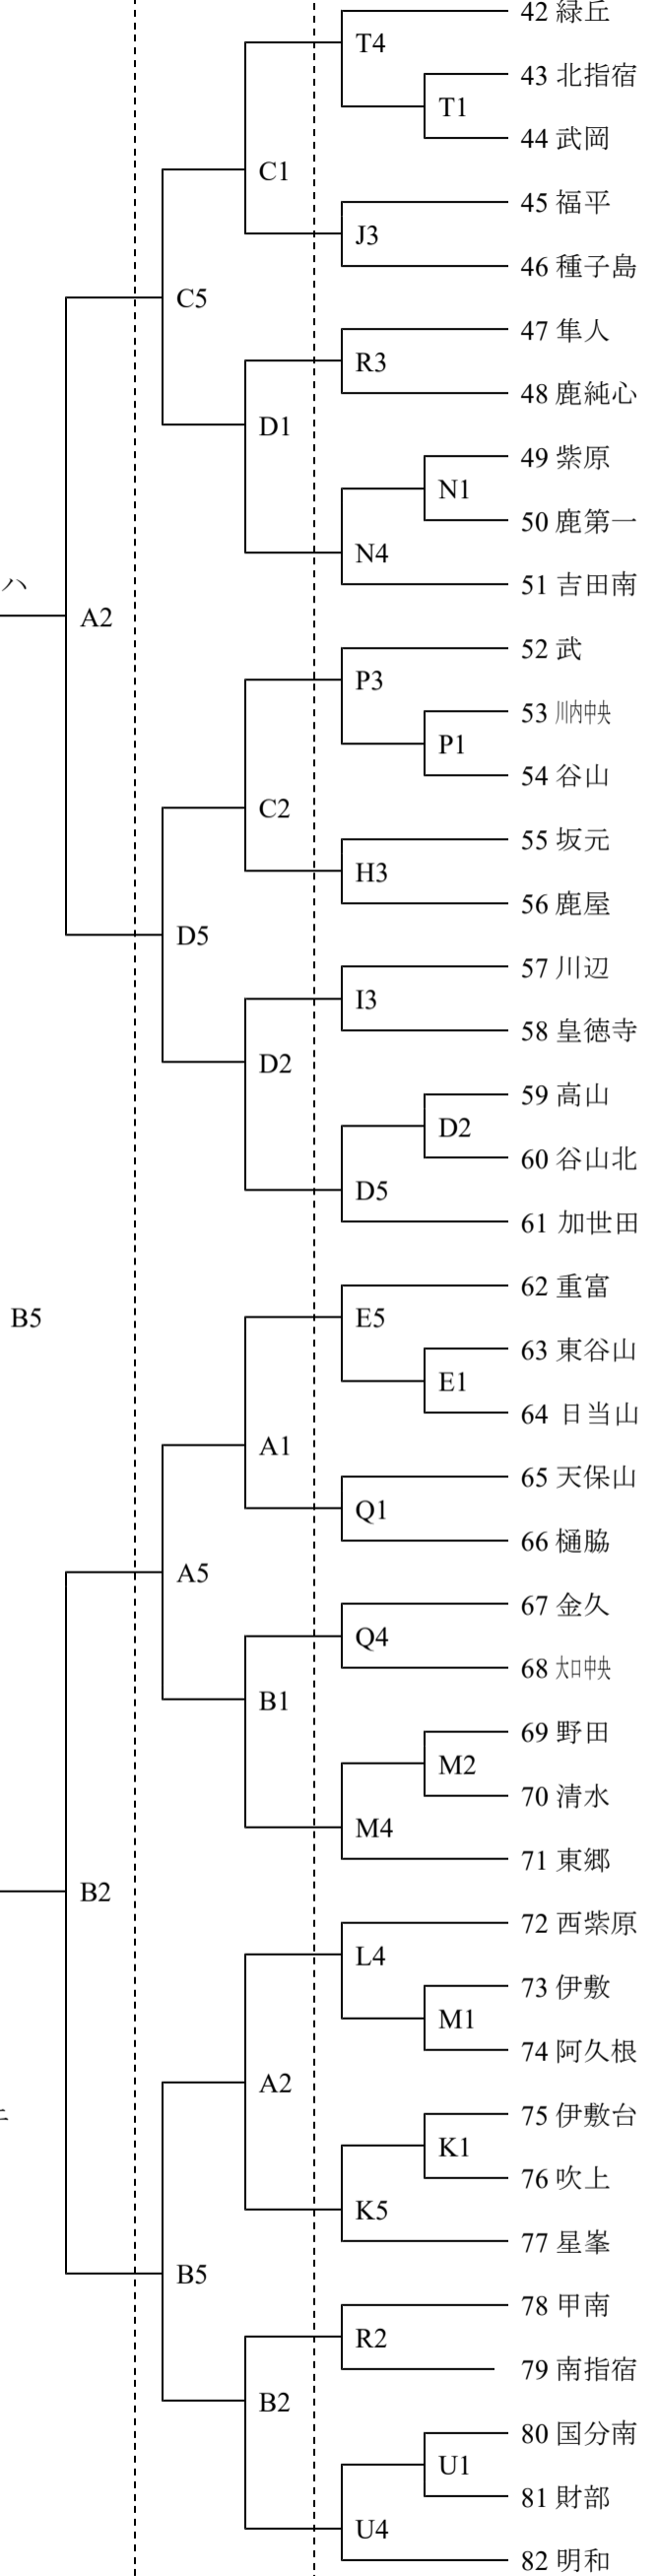 42 緑丘
T4
43 北指宿
T1
44 武岡
C1
45 福平
J3
46 種子島
C5
47 隼人
R3
48 鹿純心
D1
49 紫原
N1
50 鹿第一
N4
51 吉田南
ハ
A2
52 武
P3
53 川内中央
P1
54 谷山
C2
55 坂元
H3
56 鹿屋
D5
57 川辺
I3
58 皇徳寺
D2
59 高山
D2
60 谷山北
D5
61 加世田
62 重富
B5
E5
63 東谷山
E1
64 日当山
A1
65 天保山
Q1
66 樋脇
A5
67 金久
Q4
68 大口中央
B1
69 野田
M2
70 清水
M4
71 東郷
B2
72 西紫原
L4
73 伊敷
M1
74 阿久根
A2
75 伊敷台
K1
76 吹上
K5
77 星峯
B5
78 甲南
R2
79 南指宿
B2
80 国分南
U1
81 財部
U4
82 明和